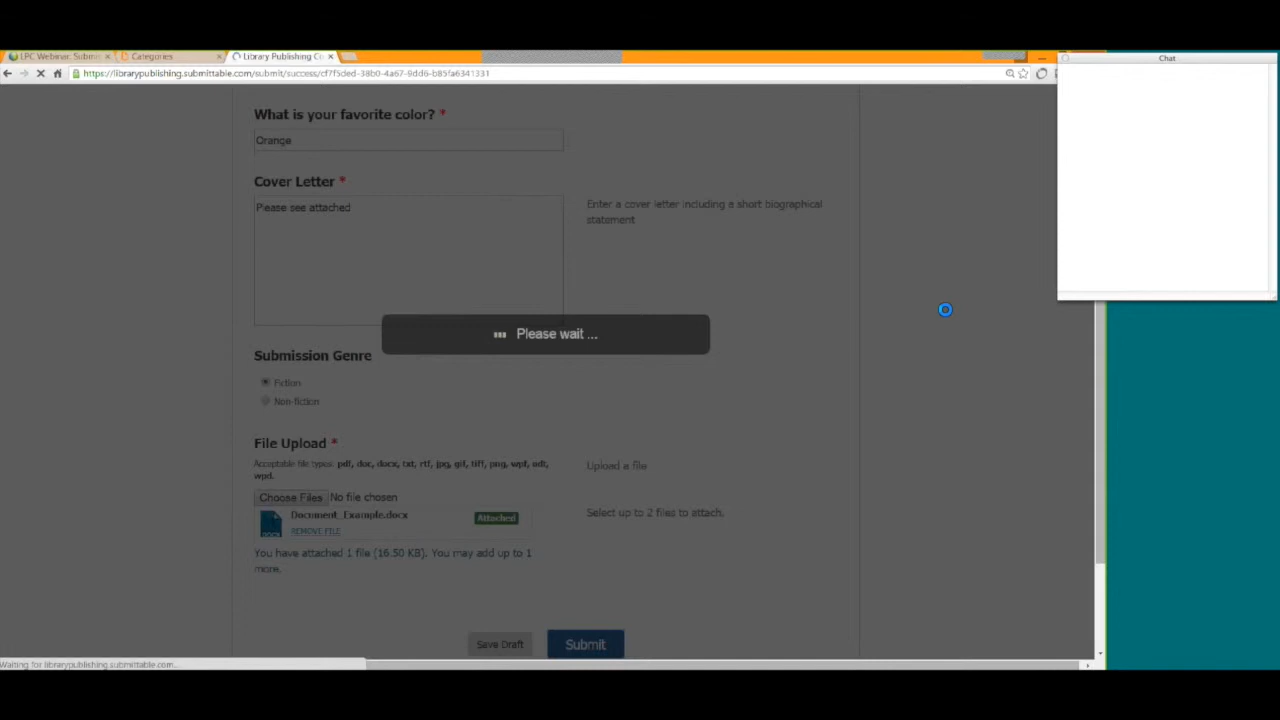 LPC Webinar: Submis
Categories
Library Publishing Co
https://librarypublishing.submittable.com/submit/success/cf7f5ded-38b0-4a67-9dd6-b85fa6341331
Chat
What is your favorite color? *
Orange
Cover Letter *
Please see attached
Enter a cover letter including a short biographical
statement
Please wait ...
Submission Genre
Fiction
Non-fiction
File Upload *
Acceptable file types: pdf, doc, docx, txt, rtf, jpg, gif, tiff, png, wpf, odt,
wpd.
Upload a file
Choose Files No file chosen
DOCX
Document_Example.docx
Attached
REMOVE FILE
Select up to 2 files to attach.
You have attached 1 file (16.50 KB). You may add up to 1
more.
Save Draft
Submit
Waiting for librarypublishing.submittable.com...